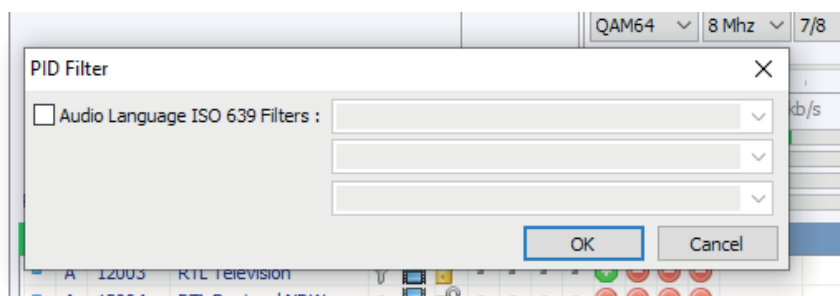 QAM64 8 Mhz 7/8
PID Filter
kb/s
Audio Language ISO 639 Filters :
OK Cancel
A 12003 RTL Television